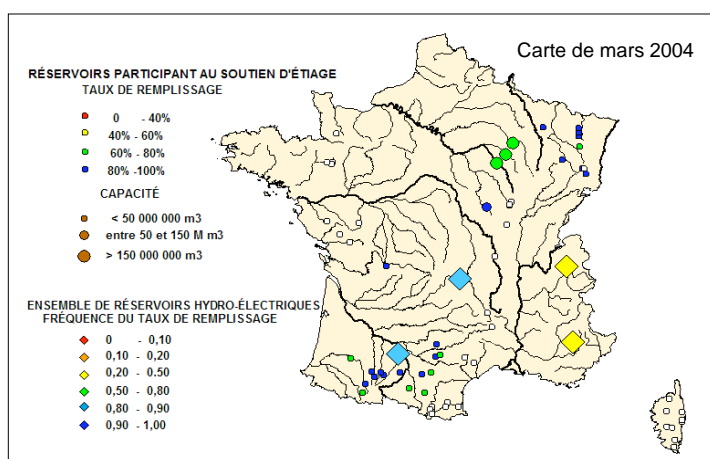 Carte de mars 2004
RÉSERVOIRS PARTICIPANT AU SOUTIEN D'ÉTIAGE
TAUX DE REMPLISSAGE
0 - 40%
40% - 60%
60% - 80%
80% -100%
CAPACITÉ
< 50 000 000 m3
entre 50 et 150 M m3
> 150 000 000 m3
ENSEMBLE DE RÉSERVOIRS HYDRO-ÉLECTRIQUES
FRÉQUENCE DU TAUX DE REMPLISSAGE
0 - 0,10
0,10 - 0,20
0,20 - 0,50
0,50 - 0,80
0,80 - 0,90
0,90 - 1,00